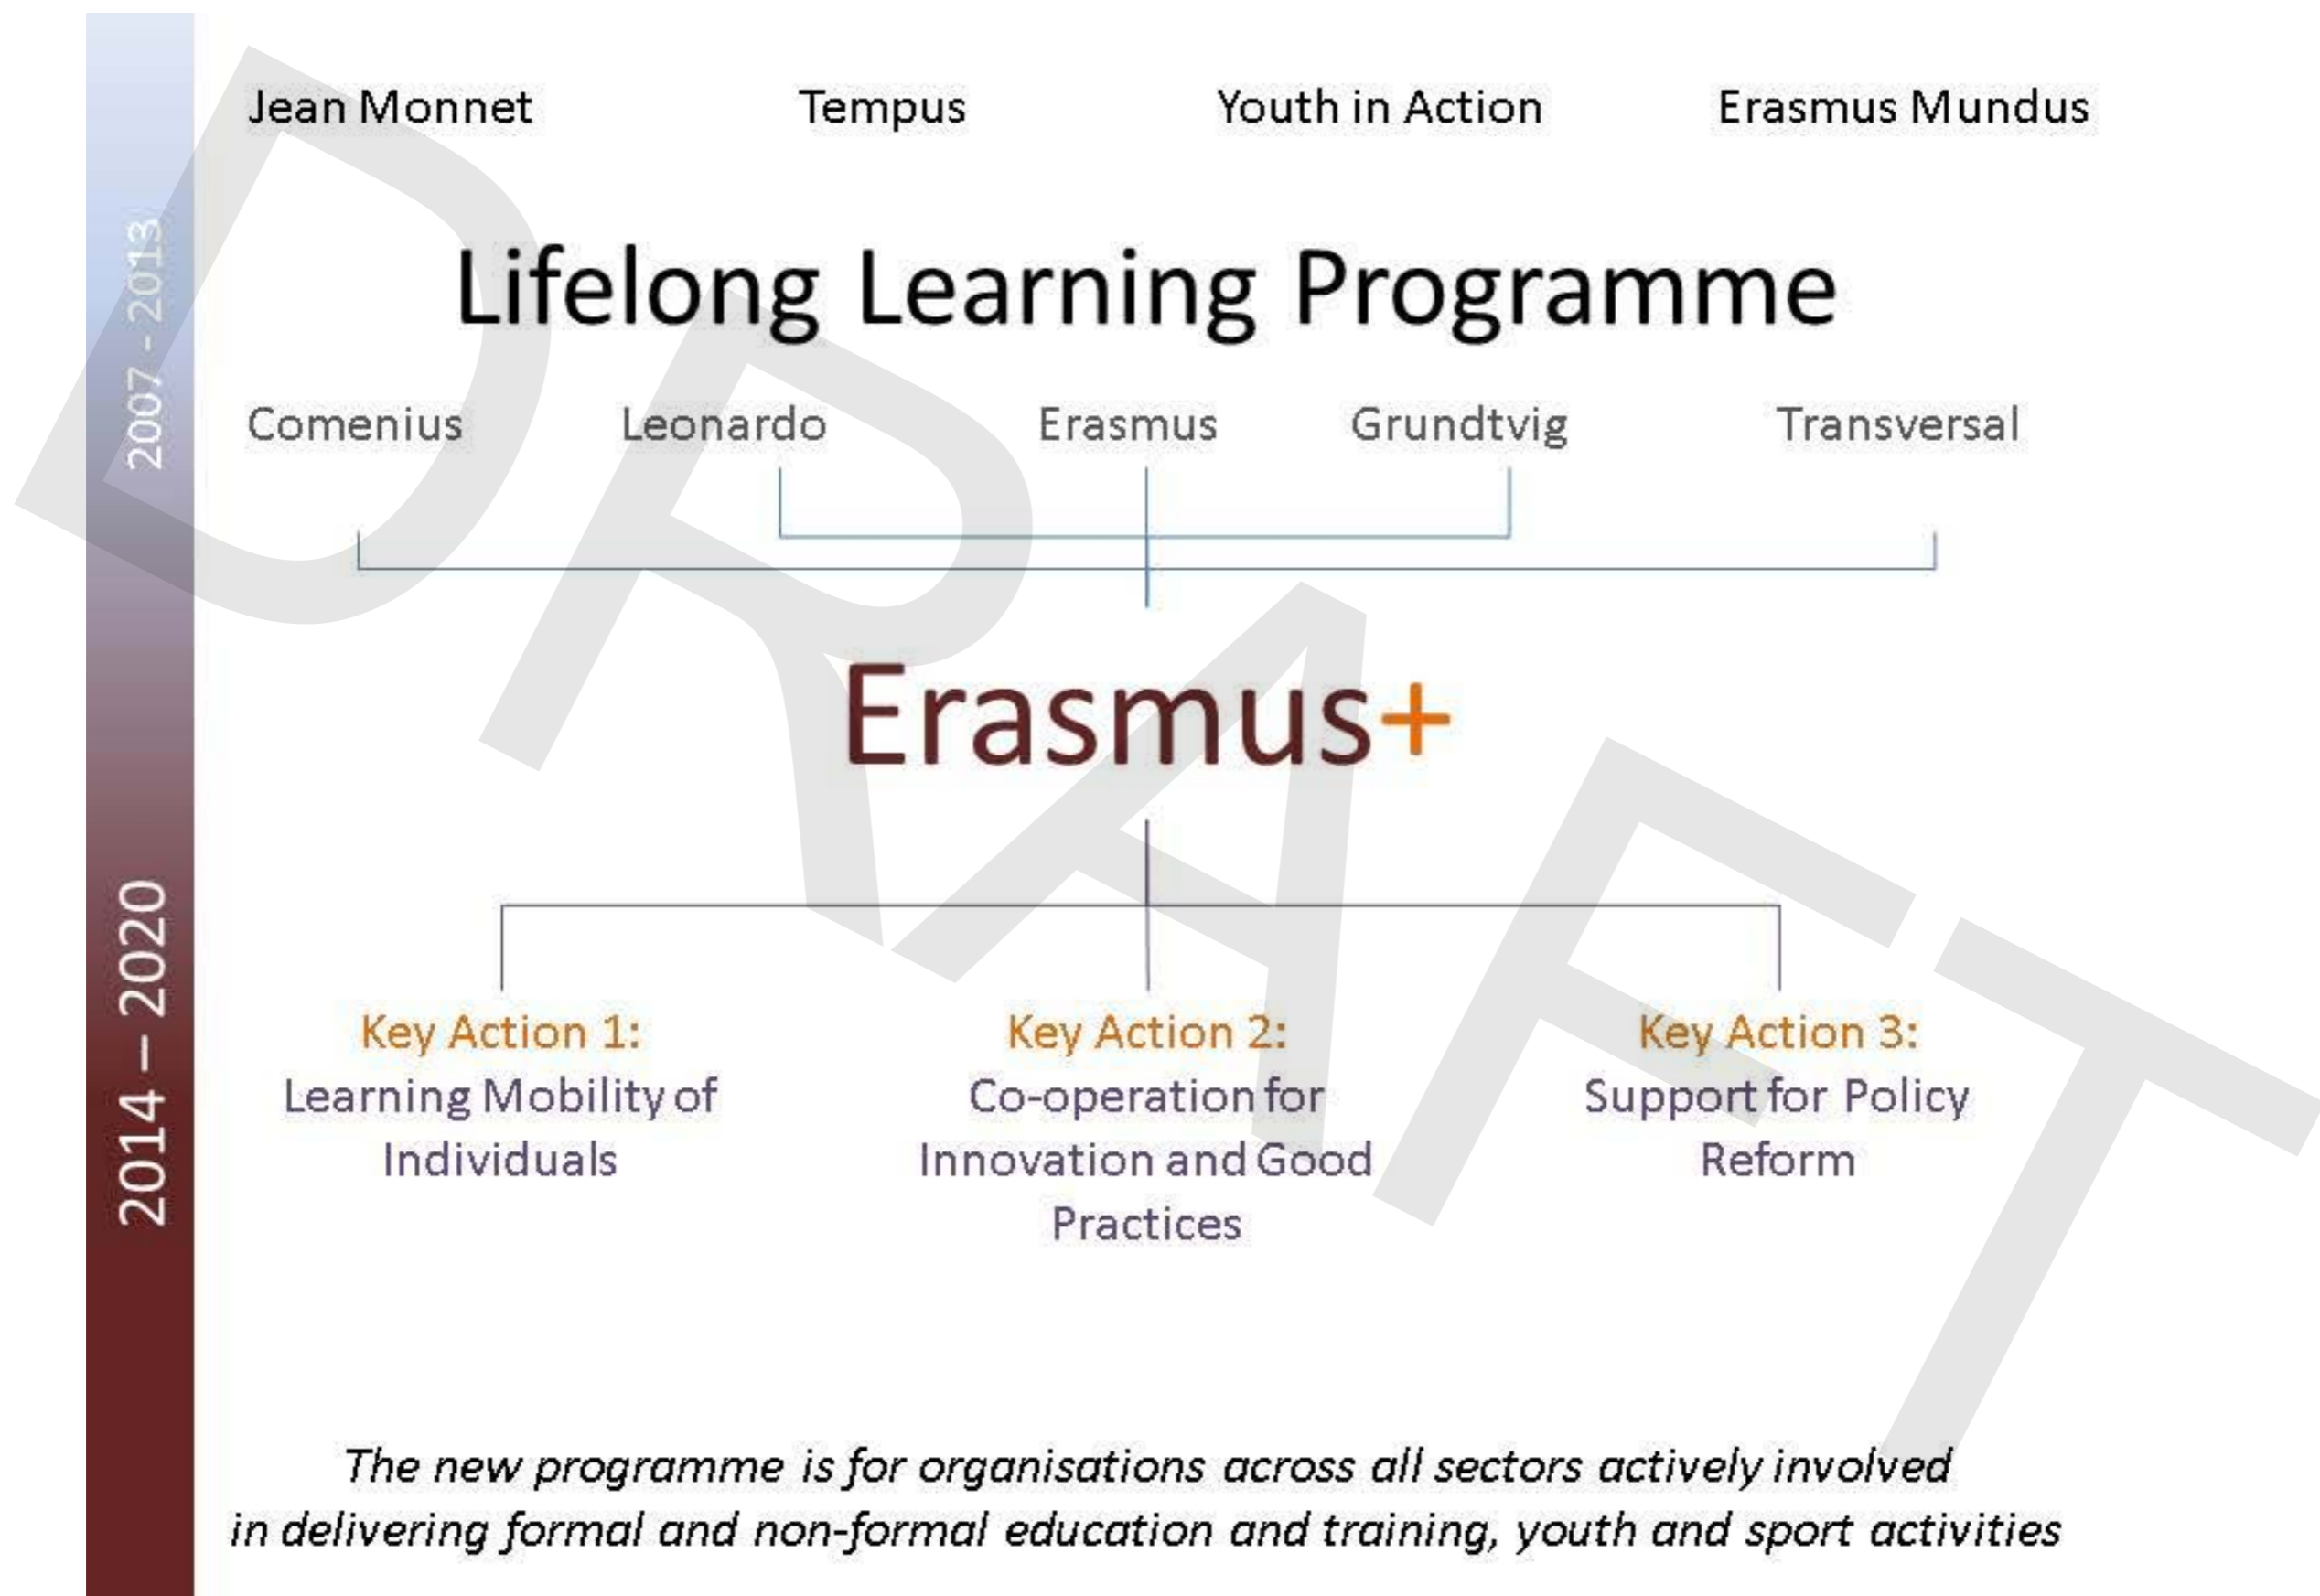 Jean Monnet Tempus Youth in Action Erasmus Mundus
2007 - 2013
Lifelong Learning Programme
Comenius Leonardo Erasmus Grundtvig Transversal
Erasmus+
2014 – 2020
Key Action 1:
Learning Mobility of
Individuals
Key Action 2:
Co-operation for
Innovation and Good
Practices
Key Action 3:
Support for Policy
Reform
The new programme is for organisations across all sectors actively involved
in delivering formal and non-formal education and training, youth and sport activities
DRAFT